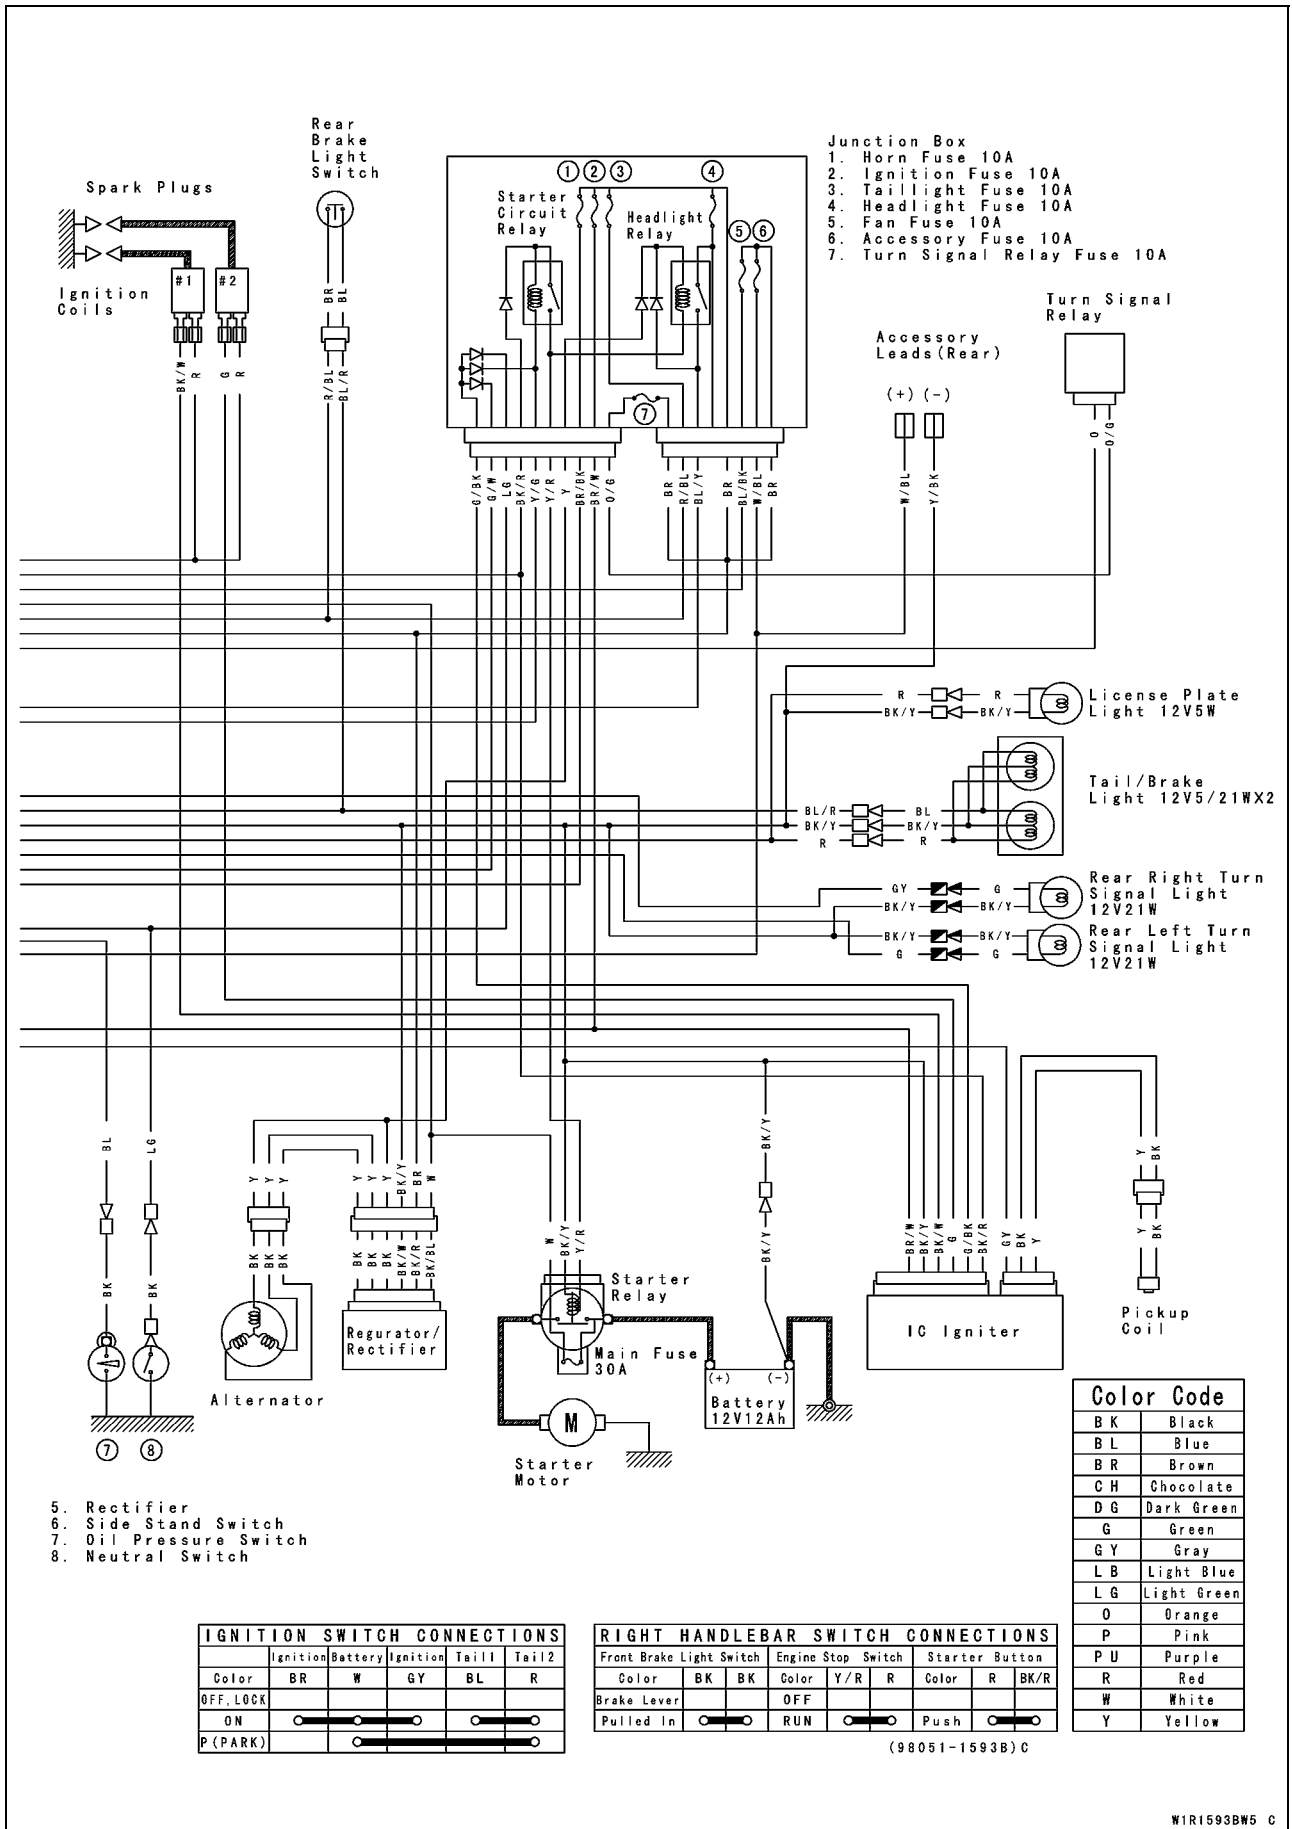 Rear
Brake
Light
Switch
Spark Plugs
#1 #2
Ignition
Coils
BR BL
BK/W R G R
R/BL BL/R
1 2 3 4
Starter
Circuit
Relay
Headlight
Relay
5 6
7
Junction Box
1. Horn Fuse 10A
2. Ignition Fuse 10A
3. Taillight Fuse 10A
4. Headlight Fuse 10A
5. Fan Fuse 10A
6. Accessory Fuse 10A
7. Turn Signal Relay Fuse 10A
Turn Signal
Relay
Accessory
Leads(Rear)
(+) (-)
O O/G
W/BL Y/BK
G/BK G/W LG BK/R Y/G Y/R Y BR/BK BR/W O/G
BR R/BL BL/Y BR BL/BK W/BL BR
R R
BK/Y BK/Y
License Plate
Light 12V5W
Tail/Brake
Light 12V5/21WX2
BL/R BL
BK/Y BK/Y
R R
GY G
BK/Y BK/Y
Rear Right Turn
Signal Light
12V21W
BK/Y BK/Y
G G
Rear Left Turn
Signal Light
12V21W
BL LG
BK BK
Y Y Y
BK BK BK
Y Y Y BK/Y BR W
BK BK BK BK/W BK/R BK/BL
Alternator
Regurator/
Rectifier
W BK/Y Y/R
Starter
Relay
Main Fuse
30A
M
Starter
Motor
BK/Y
BK/Y
(+) (-)
Battery
12V12Ah
BR/W BK/Y BK/W G G/BK BK/R
GY BK Y
IC Igniter
Y BK
Y BK
Pickup
Coil
7 8
5. Rectifier
6. Side Stand Switch
7. Oil Pressure Switch
8. Neutral Switch
Color Code
BK Black
BL Blue
BR Brown
CH Chocolate
DG Dark Green
G Green
GY Gray
LB Light Blue
LG Light Green
O Orange
P Pink
PU Purple
R Red
W White
Y Yellow
IGNITION SWITCH CONNECTIONS
Ignition Battery Ignition Tail1 Tail2
Color BR W GY BL R
OFF,LOCK
ON
P(PARK)
RIGHT HANDLEBAR SWITCH CONNECTIONS
Front Brake Light Switch Engine Stop Switch Starter Button
Color BK BK Color Y/R R Color R BK/R
Brake Lever OFF
Pulled In RUN Push
(98051-1593B)C
W1R1593BW5 C